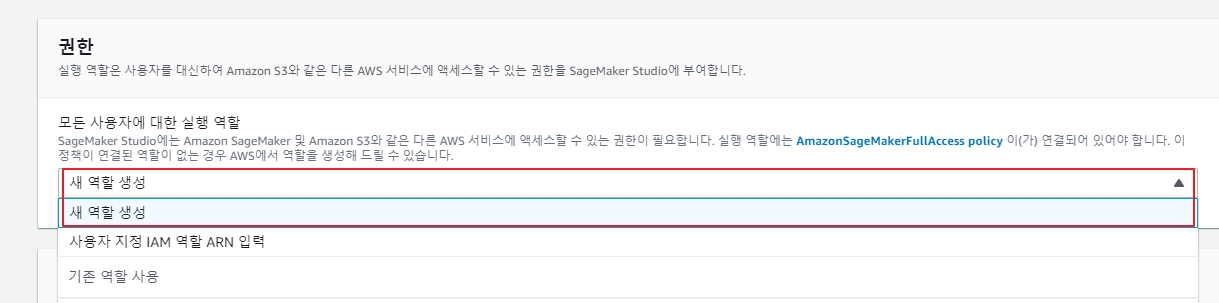 권한
실행 역할은 사용자를 대신하여 Amazon S3와 같은 다른 AWS 서비스에 액세스할 수 있는 권한을 SageMaker Studio에 부여합니다.
모든 사용자에 대한 실행 역할
SageMaker Studio에는 Amazon SageMaker 및 Amazon S3와 같은 다른 AWS 서비스에 액세스할 수 있는 권한이 필요합니다. 실행 역할에는 AmazonSageMakerFullAccess policy 이(가) 연결되어 있어야 합니다. 이
정책이 연결된 역할이 없는 경우 AWS에서 역할을 생성해 드릴 수 있습니다.
새 역할 생성
새 역할 생성
사용자 지정 IAM 역할 ARN 입력
기존 역할 사용